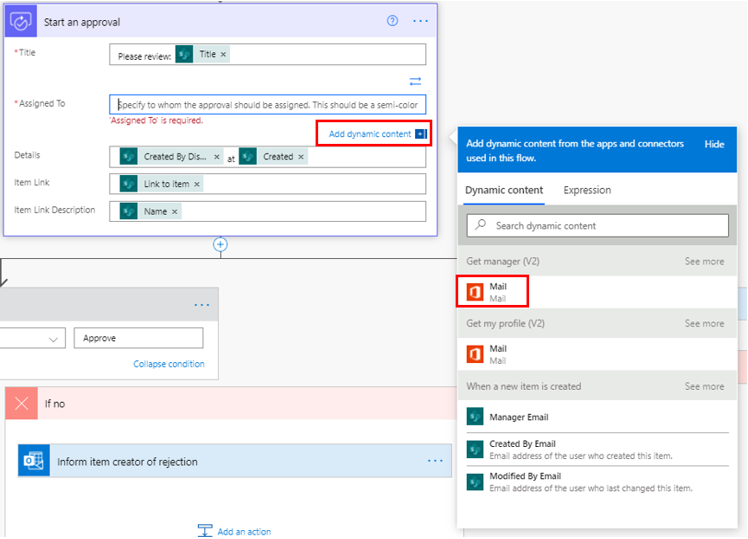 Start an approval
* Title
Please review: Title ×
* Assigned To
Specify to whom the approval should be assigned. This should be a semi-color
'Assigned To' is required.
Add dynamic content
Details
Created By Dis... × at Created ×
Item Link
Link to item ×
Item Link Description
Name ×
Approve
Collapse condition
If no
Inform item creator of rejection
Add an action
Add dynamic content from the apps and connectors
used in this flow.
Hide
Dynamic content
Expression
Search dynamic content
Get manager (V2)
See more
Mail
Mail
Get my profile (V2)
See more
Mail
Mail
When a new item is created
See more
Manager Email
Created By Email
Email address of the user who created this item.
Modified By Email
Email address of the user who last changed this item.